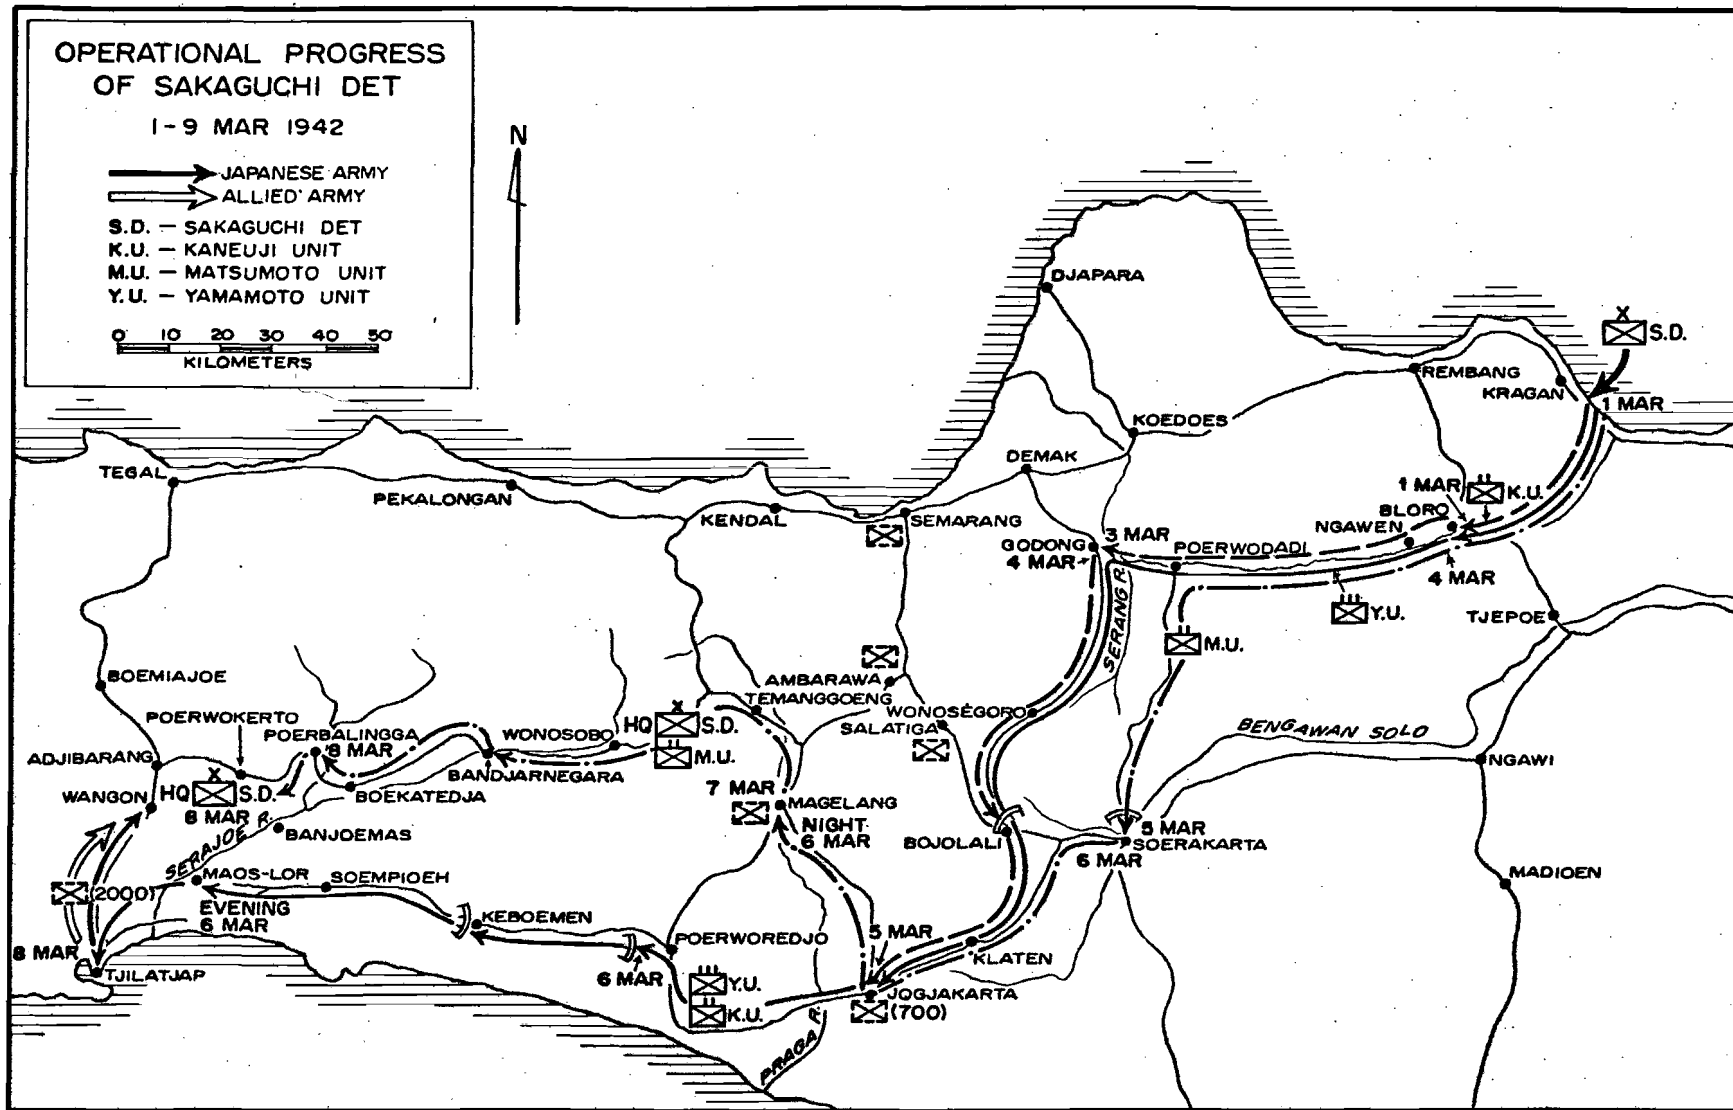 OPERATIONAL PROGRESS
OF SAKAGUCHI DET
1-9 MAR 1942
JAPANESE ARMY
ALLIED ARMY
S.D. — SAKAGUCHI DET
K.U. — KANEUJI UNIT
M.U. — MATSUMOTO UNIT
Y.U. — YAMAMOTO UNIT
0 10 20 30 40 50
KILOMETERS
N
DJAPARA
S.D.
REMBANG
KRAGAN
1 MAR
KOEDOES
DEMAK
TEGAL
PEKALONGAN
KENDAL
SEMARANG
1 MAR
K.U.
BLORO
NGAWEN
3 MAR
GODONG
4 MAR
POERWODADI
4 MAR
SERANG R.
Y.U.
TJEPOE
M.U.
BOEMIAJOE
AMBARAWA
TEMANGGOENG
WONOSEGORO
SALATIGA
POERWOKERTO
POERBALINGGA
8 MAR
WONOSOBO
HQ
S.D.
M.U.
BENGAWAN SOLO
ADJIBARANG
BANDJARNEGARA
NGAWI
HQ
S.D.
8 MAR
BOEKATEDJA
WANGON
7 MAR
MAGELANG
NIGHT
6 MAR
BANJOEMAS
SERAJOE R.
BOJOLALI
5 MAR
SOERAKARTA
6 MAR
MADIOEN
(2000)
MAOS-LOR
SOEMPIOEH
EVENING
6 MAR
KEBOEMEN
POERWOREDJO
5 MAR
KLATEN
8 MAR
TJILATJAP
6 MAR
Y.U.
K.U.
JOGJAKARTA
(700)
PRAGA R.